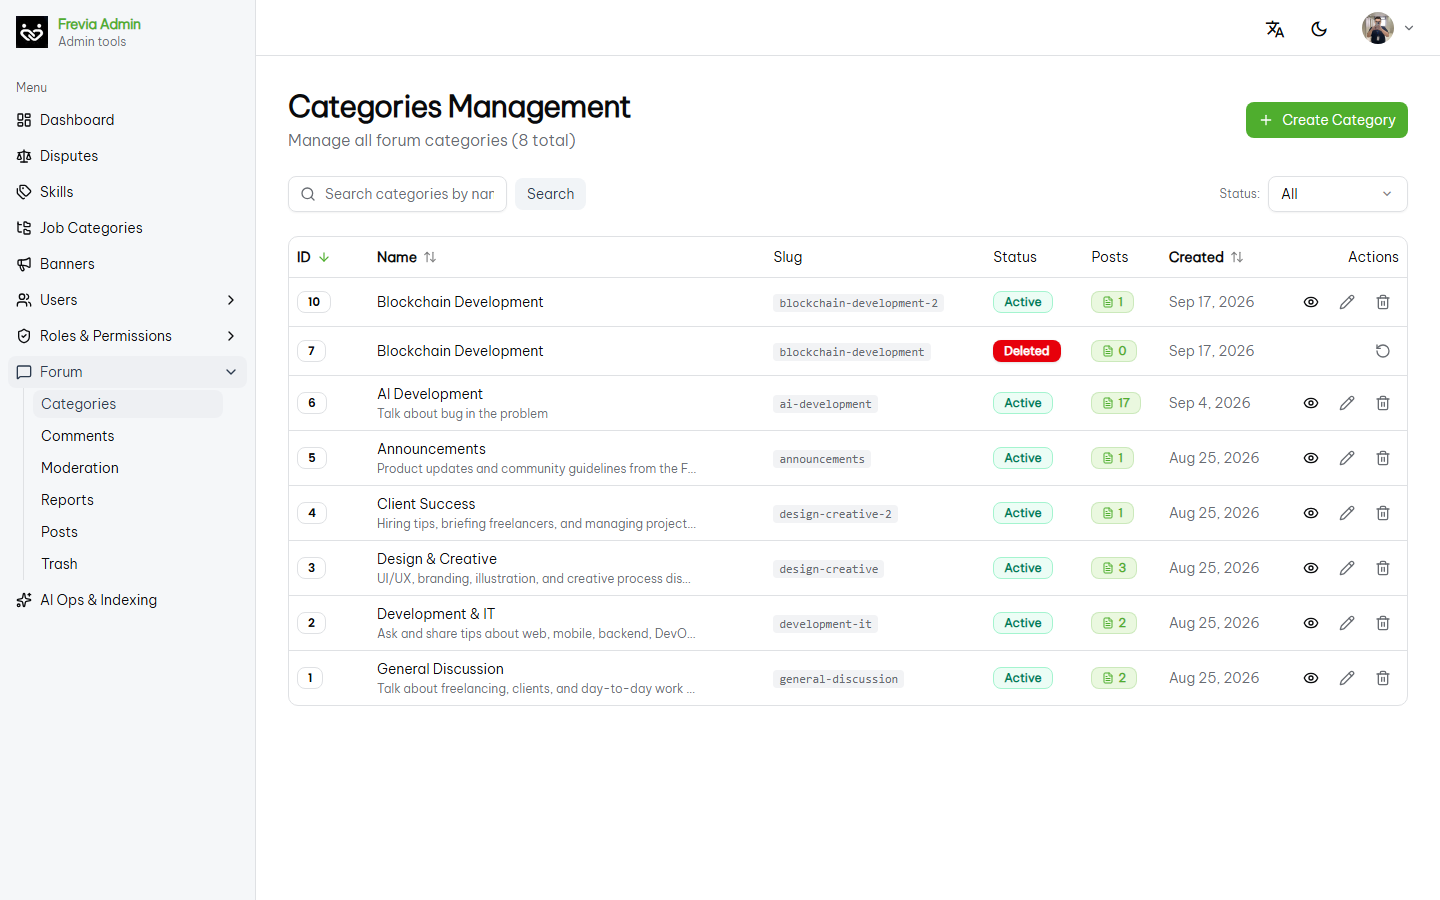 Frevia Admin
Admin tools
Menu
Dashboard
Disputes
Skills
Job Categories
Banners
Users
Roles & Permissions
Forum
Categories
Comments
Moderation
Reports
Posts
Trash
AI Ops & Indexing
Categories Management
Manage all forum categories (8 total)
Create Category
Search categories by nar
Search
Status:
All
ID Name Slug Status Posts Created Actions
10 Blockchain Development blockchain-development-2 Active 1 Sep 17, 2026
7 Blockchain Development blockchain-development Deleted 0 Sep 17, 2026
6 AI Development ai-development Active 17 Sep 4, 2026
Talk about bug in the problem
5 Announcements announcements Active 1 Aug 25, 2026
Product updates and community guidelines from the F...
4 Client Success design-creative-2 Active 1 Aug 25, 2026
Hiring tips, briefing freelancers, and managing project...
3 Design & Creative design-creative Active 3 Aug 25, 2026
UI/UX, branding, illustration, and creative process dis...
2 Development & IT development-it Active 2 Aug 25, 2026
Ask and share tips about web, mobile, backend, DevO...
1 General Discussion general-discussion Active 2 Aug 25, 2026
Talk about freelancing, clients, and day-to-day work ...